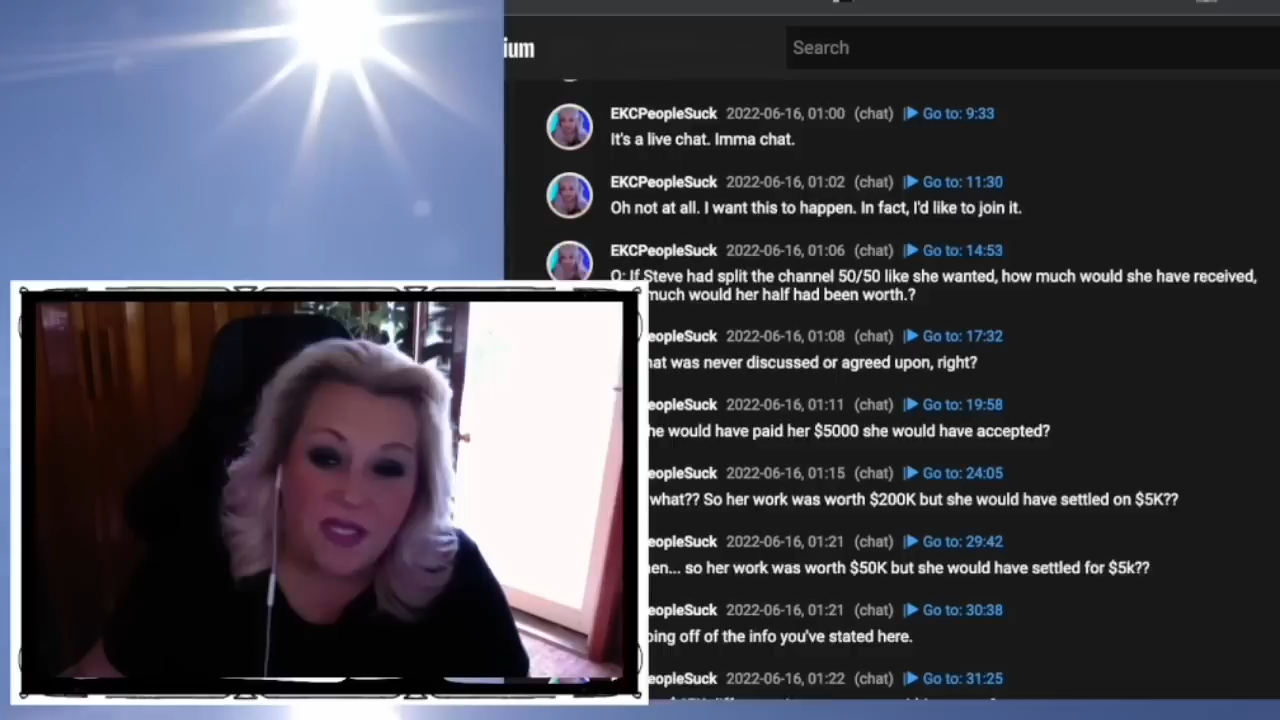 ium
Search
EKCPeopleSuck 2022-06-16, 01:00 (chat) Go to: 9:33
It's a live chat. Imma chat.
EKCPeopleSuck 2022-06-16, 01:02 (chat) Go to: 11:30
Oh not at all. I want this to happen. In fact, I'd like to join it.
EKCPeopleSuck 2022-06-16, 01:06 (chat) Go to: 14:53
Q: If Steve had split the channel 50/50 like she wanted, how much would she have received,
much would her half had been worth.?
eopleSuck 2022-06-16, 01:08 (chat) Go to: 17:32
hat was never discussed or agreed upon, right?
eopleSuck 2022-06-16, 01:11 (chat) Go to: 19:58
he would have paid her $5000 she would have accepted?
eopleSuck 2022-06-16, 01:15 (chat) Go to: 24:05
what?? So her work was worth $200K but she would have settled on $5K??
eopleSuck 2022-06-16, 01:21 (chat) Go to: 29:42
en... so her work was worth $50K but she would have settled for $5k??
eopleSuck 2022-06-16, 01:21 (chat) Go to: 30:38
oing off of the info you've stated here.
eopleSuck 2022-06-16, 01:22 (chat) Go to: 31:25